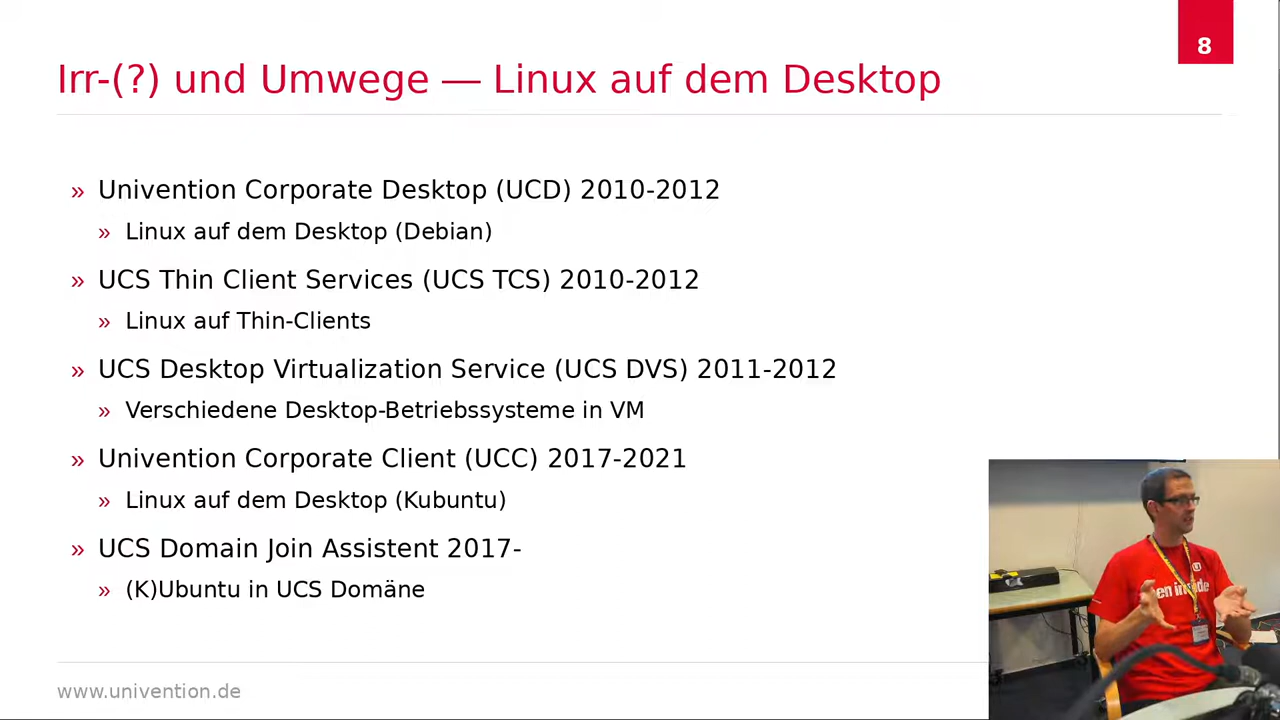 8
Irr-(?) und Umwege — Linux auf dem Desktop
» Univention Corporate Desktop (UCD) 2010-2012
» Linux auf dem Desktop (Debian)
» UCS Thin Client Services (UCS TCS) 2010-2012
» Linux auf Thin-Clients
» UCS Desktop Virtualization Service (UCS DVS) 2011-2012
» Verschiedene Desktop-Betriebssysteme in VM
» Univention Corporate Client (UCC) 2017-2021
» Linux auf dem Desktop (Kubuntu)
» UCS Domain Join Assistent 2017-
» (K)Ubuntu in UCS Domäne
www.univention.de